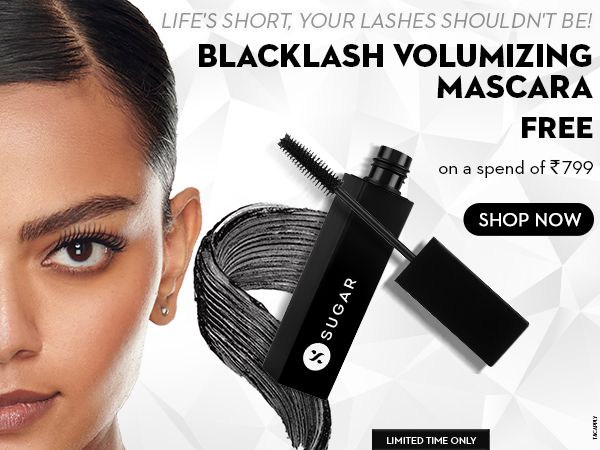 LIFE'S SHORT, YOUR LASHES SHOULDN'T BE!
BLACKLASH VOLUMIZING
MASCARA
FREE
on a spend of ₹799
SHOP NOW
SUGAR
LIMITED TIME ONLY
T&C APPLY